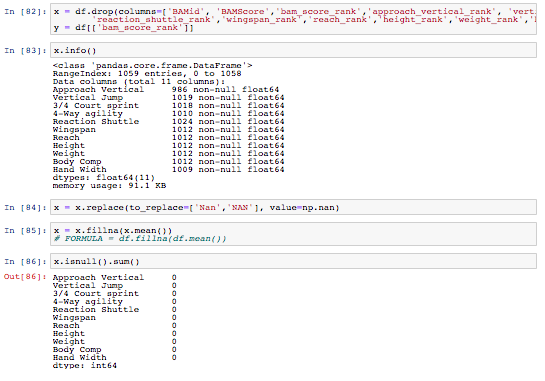 In [82]: x = df.drop(columns=['BAMid', 'BAMScore','bam_score_rank','approach_vertical_rank', 'vert
'reaction_shuttle_rank','wingspan_rank','reach_rank','height_rank','weight_rank','
y = df[['bam_score_rank']]
In [83]: x.info()
<class 'pandas.core.frame.DataFrame'>
RangeIndex: 1059 entries, 0 to 1058
Data columns (total 11 columns):
Approach Vertical 986 non-null float64
Vertical Jump 1019 non-null float64
3/4 Court sprint 1018 non-null float64
4-Way agility 1010 non-null float64
Reaction Shuttle 1024 non-null float64
Wingspan 1012 non-null float64
Reach 1012 non-null float64
Height 1012 non-null float64
Weight 1012 non-null float64
Body Comp 1012 non-null float64
Hand Width 1009 non-null float64
dtypes: float64(11)
memory usage: 91.1 KB
In [84]: x = x.replace(to_replace=['Nan','NAN'], value=np.nan)
In [85]: x = x.fillna(x.mean())
# FORMULA = df.fillna(df.mean())
In [86]: x.isnull().sum()
Out[86]: Approach Vertical 0
Vertical Jump 0
3/4 Court sprint 0
4-Way agility 0
Reaction Shuttle 0
Wingspan 0
Reach 0
Height 0
Weight 0
Body Comp 0
Hand Width 0
dtype: int64